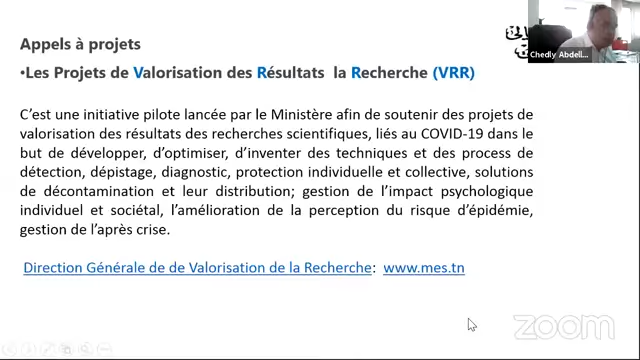 Appels à projets
•Les Projets de Valorisation des Résultats la Recherche (VRR)
C'est une initiative pilote lancée par le Ministère afin de soutenir des projets de
valorisation des résultats des recherches scientifiques, liés au COVID-19 dans le
but de développer, d'optimiser, d'inventer des techniques et des process de
détection, dépistage, diagnostic, protection individuelle et collective, solutions
de décontamination et leur distribution; gestion de l'impact psychologique
individuel et sociétal, l'amélioration de la perception du risque d'épidémie,
gestion de l'après crise.
Direction Générale de de Valorisation de la Recherche: www.mes.tn
Chedly Abdell...
zoom